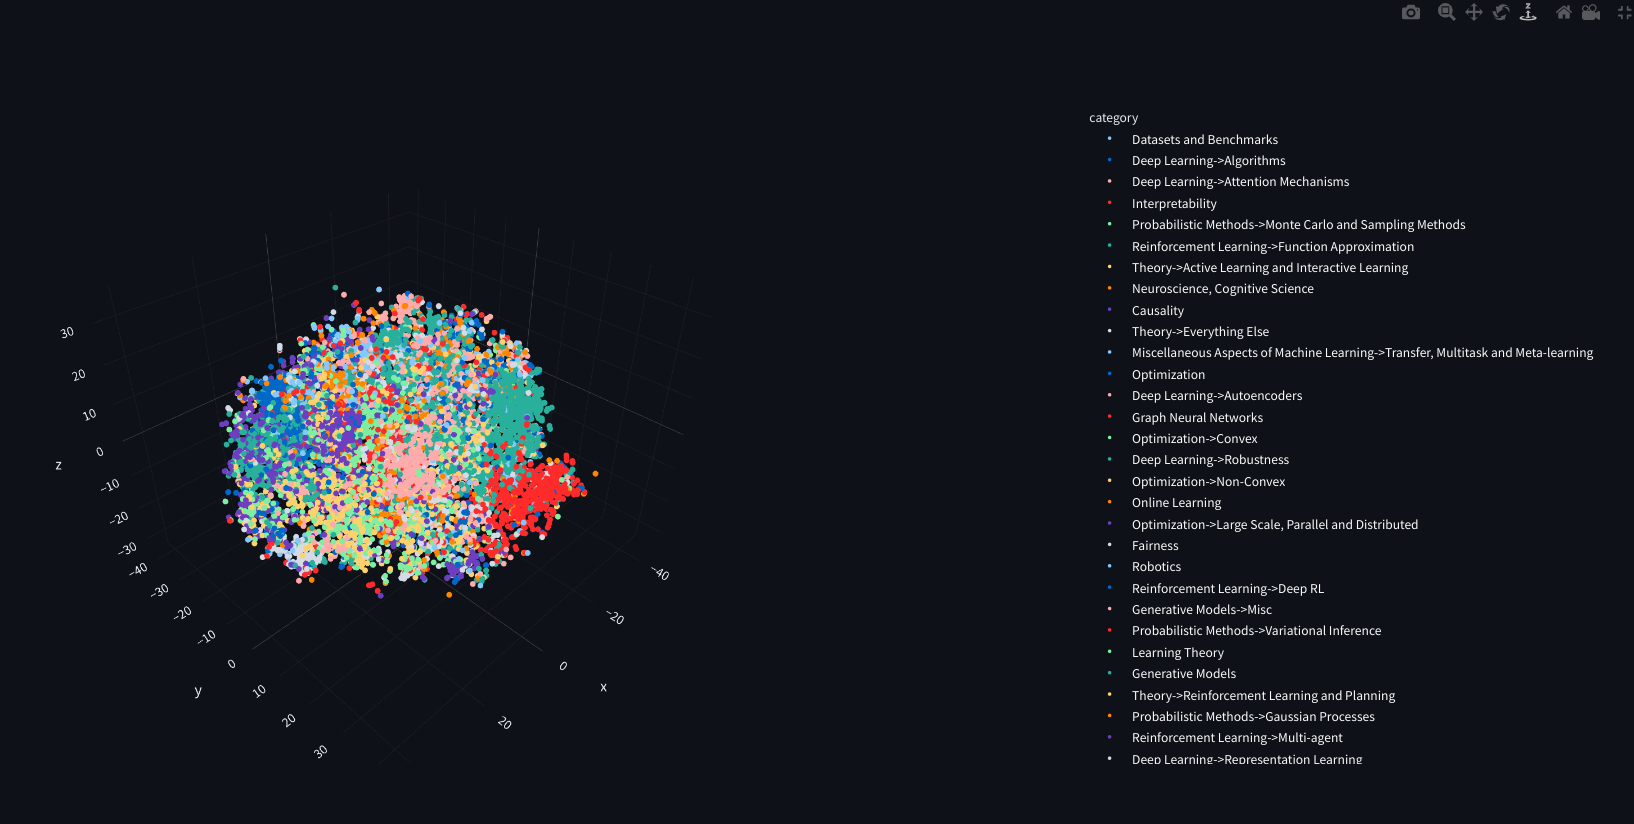 z
category
Datasets and Benchmarks
Deep Learning->Algorithms
Deep Learning->Attention Mechanisms
Interpretability
Probabilistic Methods->Monte Carlo and Sampling Methods
Reinforcement Learning->Function Approximation
Theory->Active Learning and Interactive Learning
Neuroscience, Cognitive Science
Causality
Theory->Everything Else
Miscellaneous Aspects of Machine Learning->Transfer, Multitask and Meta-learning
Optimization
Deep Learning->Autoencoders
Graph Neural Networks
Optimization->Convex
Deep Learning->Robustness
Optimization->Non-Convex
Online Learning
Optimization->Large Scale, Parallel and Distributed
Fairness
Robotics
Reinforcement Learning->Deep RL
Generative Models->Misc
Probabilistic Methods->Variational Inference
Learning Theory
Generative Models
Theory->Reinforcement Learning and Planning
Probabilistic Methods->Gaussian Processes
Reinforcement Learning->Multi-agent
Deep Learning->Representation Learning
30
20
10
0
z
−10
−20
−30
−40
−30
−20
−10
0
y
10
20
30
−40
−20
0
x
20